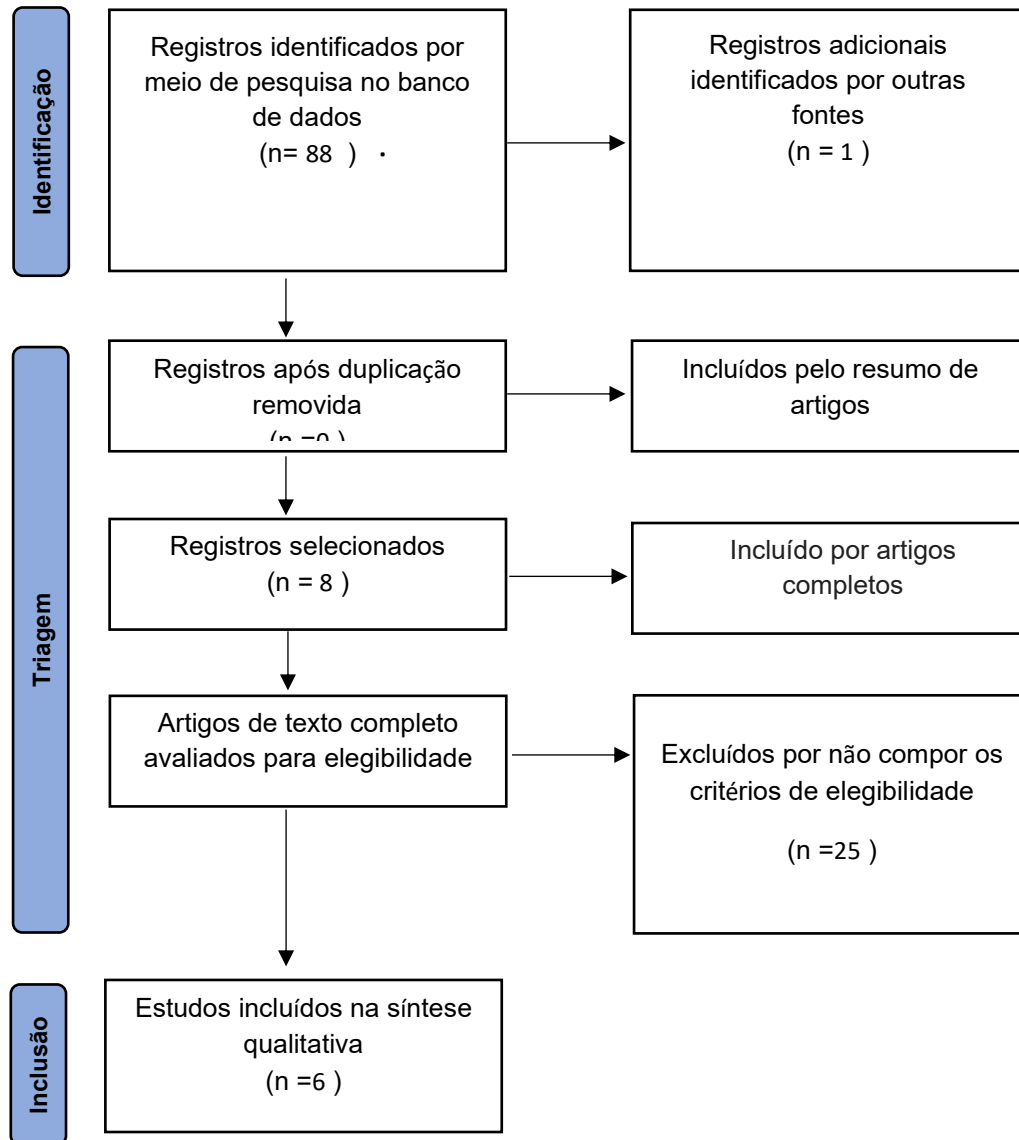 Identificação
Registros identificados por
meio de pesquisa no banco
de dados
(n= 88 ) ·
Registros adicionais
identificados por outras
fontes
(n = 1 )
Triagem
Registros após duplicação
removida
(n =0 )
Incluídos pelo resumo de
artigos
Registros selecionados
(n = 8 )
Incluído por artigos
completos
Artigos de texto completo
avaliados para elegibilidade
Excluídos por não compor os
critérios de elegibilidade
(n =25 )
Inclusão
Estudos incluídos na síntese
qualitativa
(n =6 )